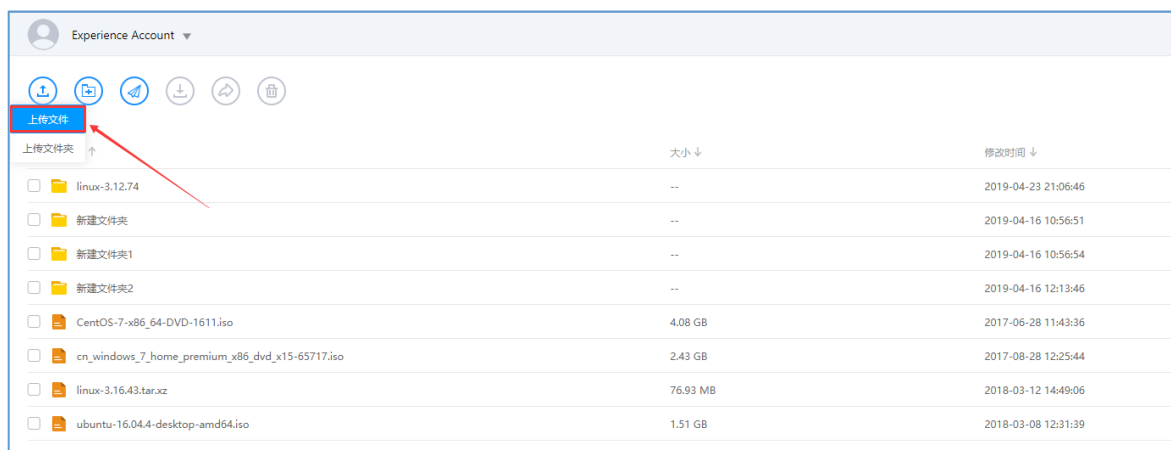 Experience Account
上传文件
上传文件夹
大小 修改时间
linux-3.12.74 -- 2019-04-23 21:06:46
新建文件夹 -- 2019-04-16 10:56:51
新建文件夹1 -- 2019-04-16 10:56:54
新建文件夹2 -- 2019-04-16 12:13:46
CentOS-7-x86_64-DVD-1611.iso 4.08 GB 2017-06-28 11:43:36
cn_windows_7_home_premium_x86_dvd_x15-65717.iso 2.43 GB 2017-08-28 12:25:44
linux-3.16.43.tar.xz 76.93 MB 2018-03-12 14:49:06
ubuntu-16.04.4-desktop-amd64.iso 1.51 GB 2018-03-08 12:31:39